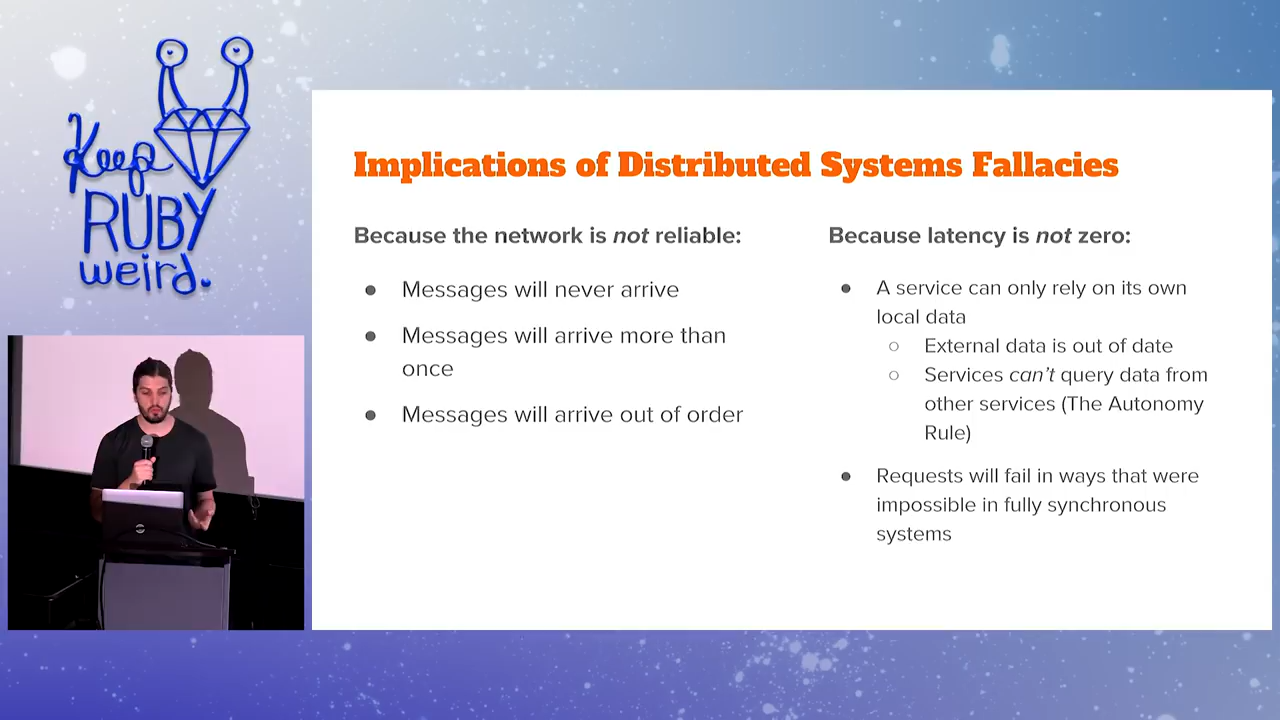 Keep
RUBY
weird.
Implications of Distributed Systems Fallacies
Because the network is not reliable:
● Messages will never arrive
● Messages will arrive more than
once
● Messages will arrive out of order
Because latency is not zero:
● A service can only rely on its own
local data
○ External data is out of date
○ Services can't query data from
other services (The Autonomy
Rule)
● Requests will fail in ways that were
impossible in fully synchronous
systems